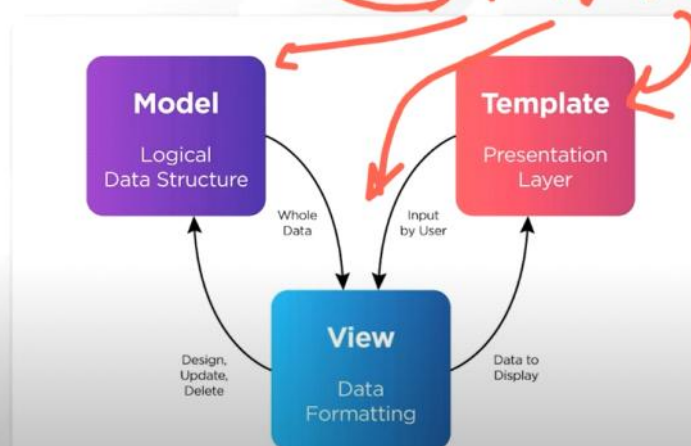 Model
Logical
Data Structure
Template
Presentation
Layer
Whole
Data
Input
by User
View
Data
Formatting
Design,
Update,
Delete
Data to
Display